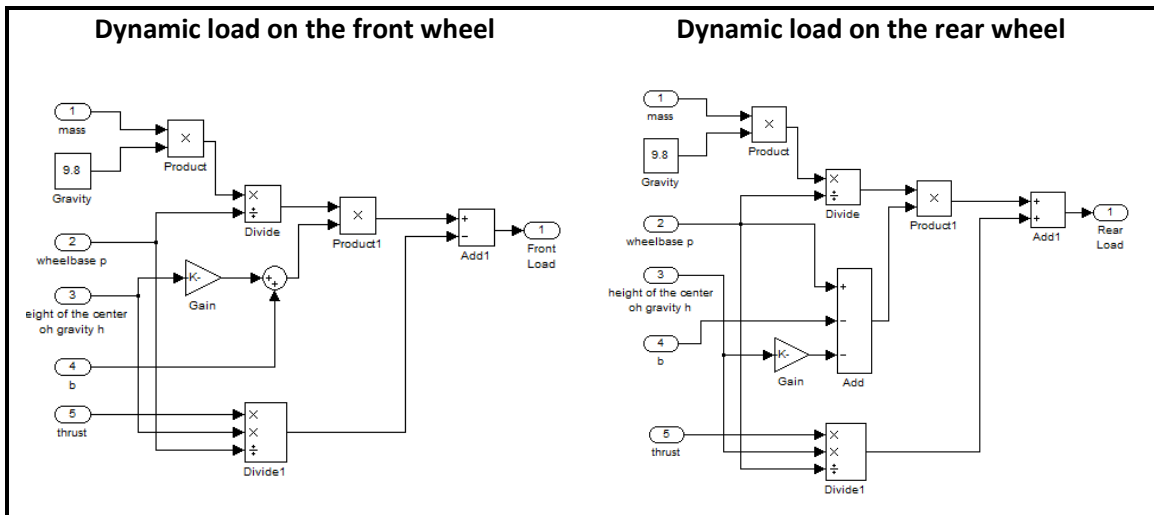 Dynamic load on the front wheel
1
mass
×
Product
9.8
Gravity
×
÷
Divide
×
Product1
2
wheelbase p
+
−
Add1
1
Front
Load
3
eight of the center
oh gravity h
K-
Gain
+
+
4
b
5
thrust
×
×
÷
Divide1
Dynamic load on the rear wheel
1
mass
×
Product
9.8
Gravity
×
÷
Divide
×
Product1
+
+
Add1
1
Rear
Load
2
wheelbase p
3
height of the center
oh gravity h
4
b
K-
Gain
+
−
−
Add
5
thrust
×
×
÷
Divide1